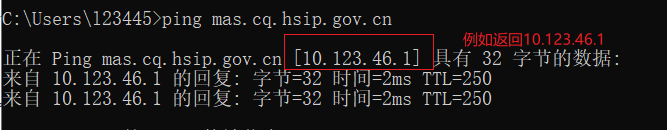 C:\Users\123445>ping mas.cq.hsip.gov.cn
例如返回10.123.46.1
正在 Ping mas.cq.hsip.gov.cn [10.123.46.1] 具有 32 字节的数据:
来自 10.123.46.1 的回复: 字节=32 时间=2ms TTL=250
来自 10.123.46.1 的回复: 字节=32 时间=2ms TTL=250